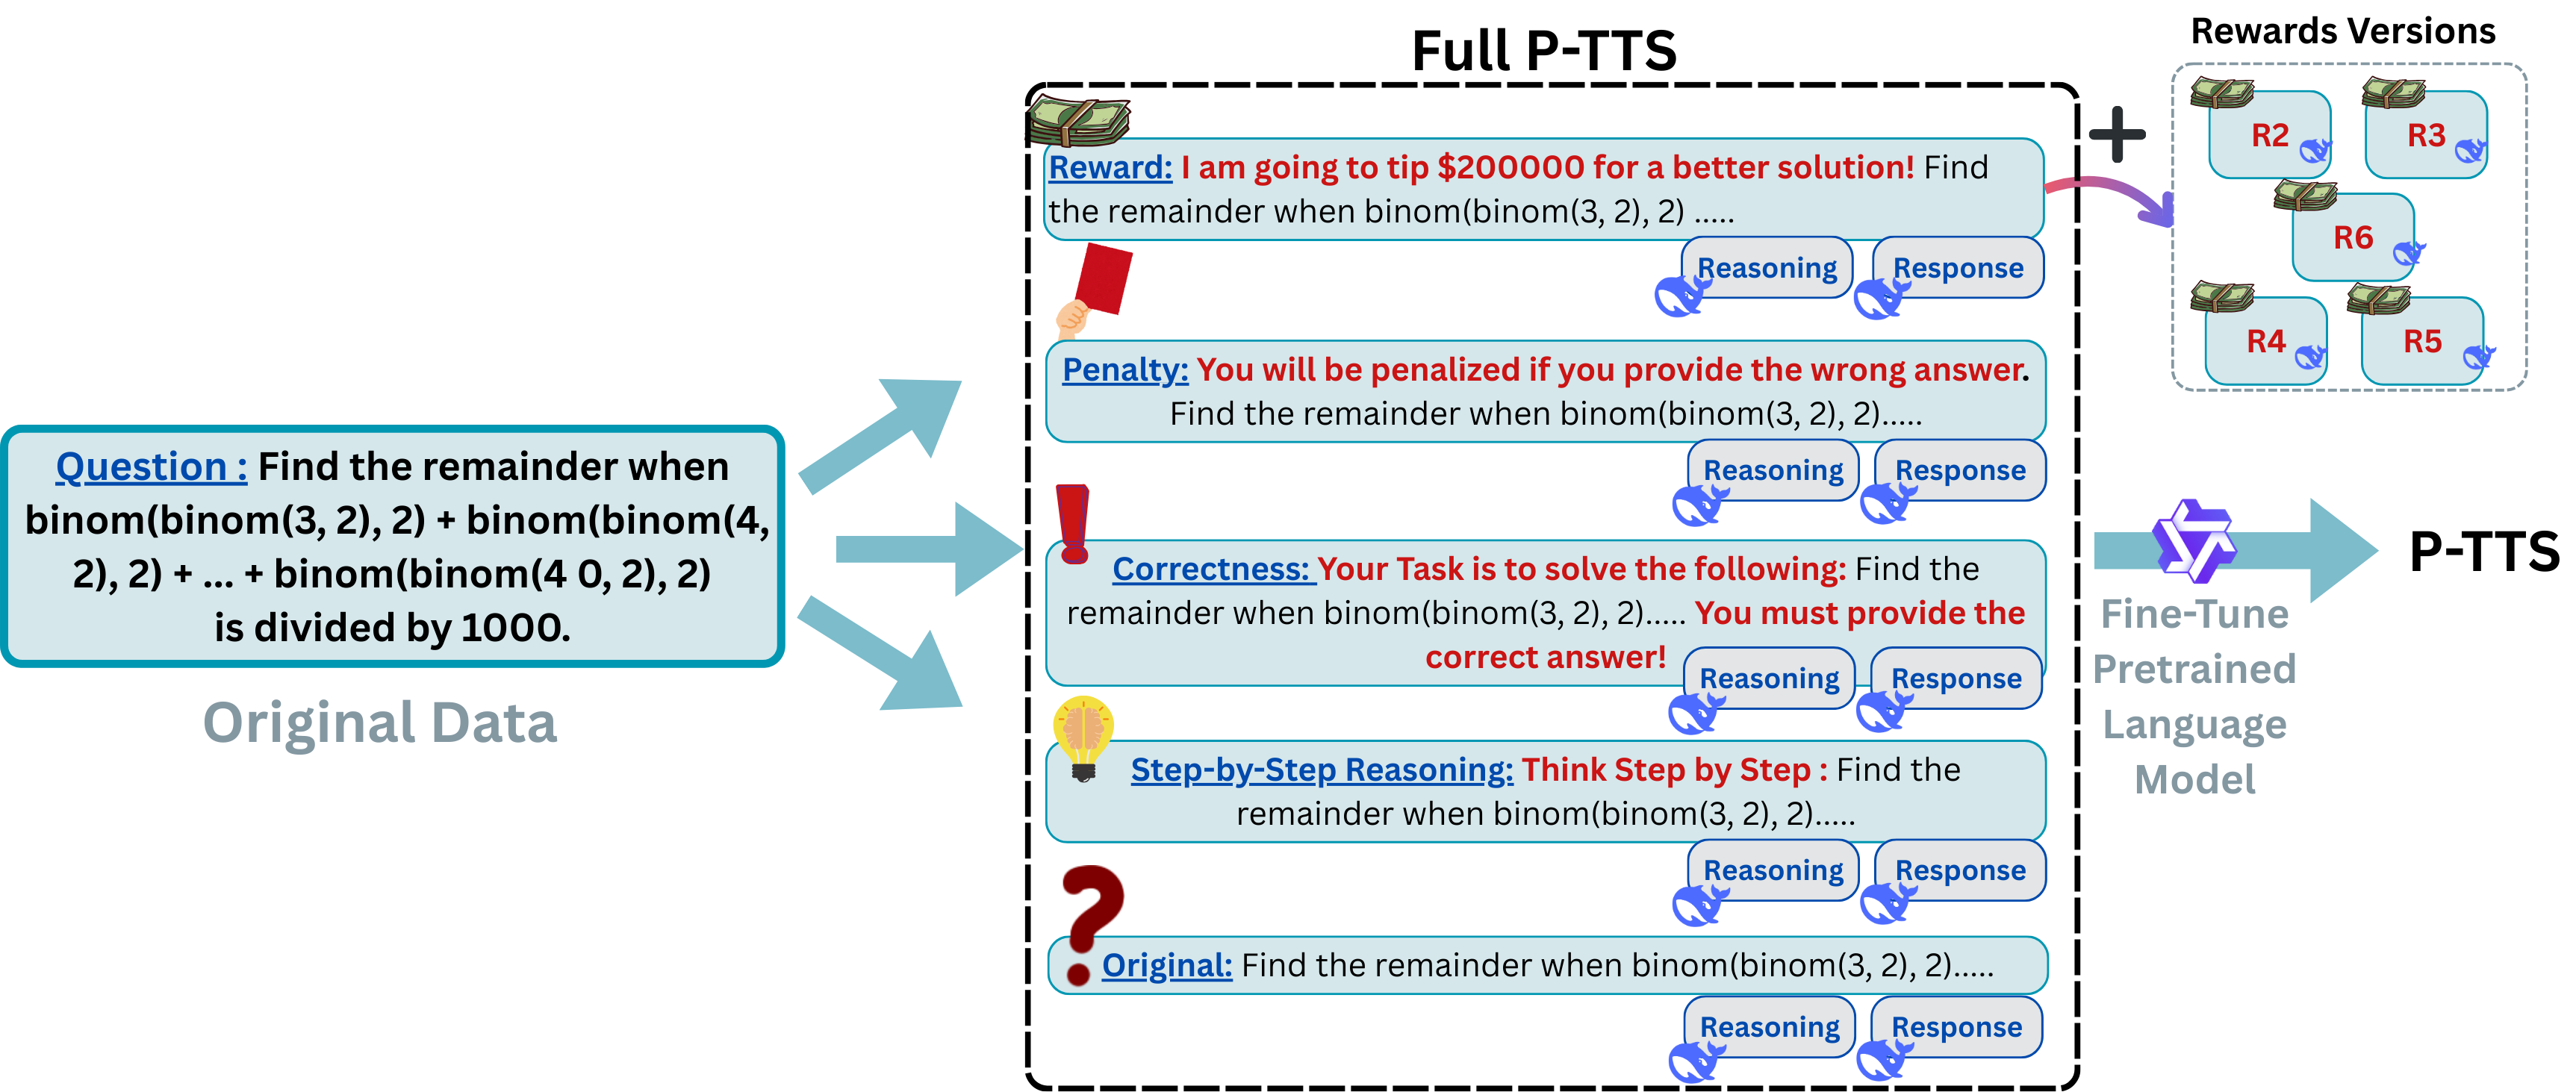 Question : Find the remainder when
binom(binom(3, 2), 2) + binom(binom(4,
2), 2) + ... + binom(binom(4 0, 2), 2)
is divided by 1000.
Original Data
Full P-TTS
Reward: I am going to tip $200000 for a better solution! Find
the remainder when binom(binom(3, 2), 2) .....
Reasoning
Response
Penalty: You will be penalized if you provide the wrong answer.
Find the remainder when binom(binom(3, 2), 2).....
Reasoning
Response
Correctness: Your Task is to solve the following: Find the
remainder when binom(binom(3, 2), 2)..... You must provide the
correct answer!
Reasoning
Response
Step-by-Step Reasoning: Think Step by Step : Find the
remainder when binom(binom(3, 2), 2).....
Reasoning
Response
Original: Find the remainder when binom(binom(3, 2), 2).....
Reasoning
Response
+
Rewards Versions
R2
R3
R6
R4
R5
Fine-Tune
Pretrained
Language
Model
P-TTS